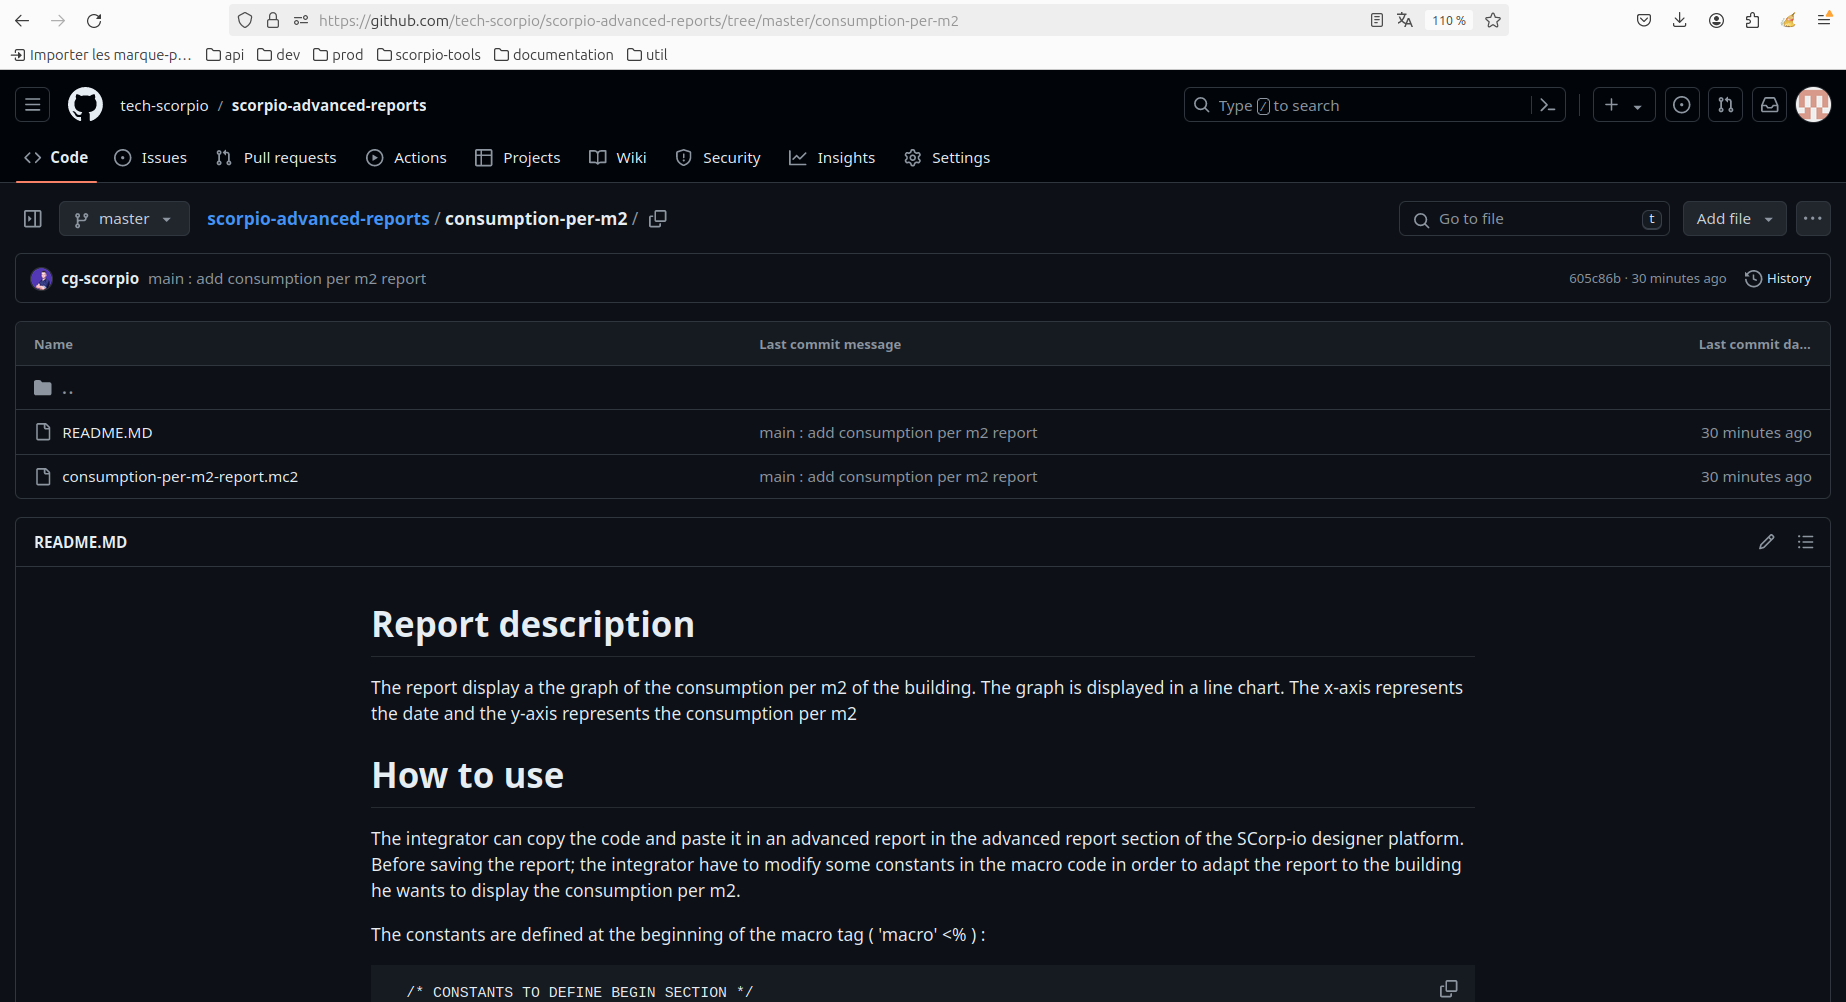 https://github.com/tech-scorpio/scorpio-advanced-reports/tree/master/consumption-per-m2
110 %
Importer les marque-p… api dev prod scorpio-tools documentation util
tech-scorpio / scorpio-advanced-reports
Type / to search
Code Issues Pull requests Actions Projects Wiki Security Insights Settings
master scorpio-advanced-reports / consumption-per-m2 /
Go to file t Add file
cg-scorpio main : add consumption per m2 report 605c86b · 30 minutes ago History
Name Last commit message Last commit da...
..
README.MD main : add consumption per m2 report 30 minutes ago
consumption-per-m2-report.mc2 main : add consumption per m2 report 30 minutes ago
README.MD
Report description
The report display a the graph of the consumption per m2 of the building. The graph is displayed in a line chart. The x-axis represents
the date and the y-axis represents the consumption per m2
How to use
The integrator can copy the code and paste it in an advanced report in the advanced report section of the SCorp-io designer platform.
Before saving the report; the integrator have to modify some constants in the macro code in order to adapt the report to the building
he wants to display the consumption per m2.
The constants are defined at the beginning of the macro tag ( 'macro' <% ) :
/* CONSTANTS TO DEFINE BEGIN SECTION */